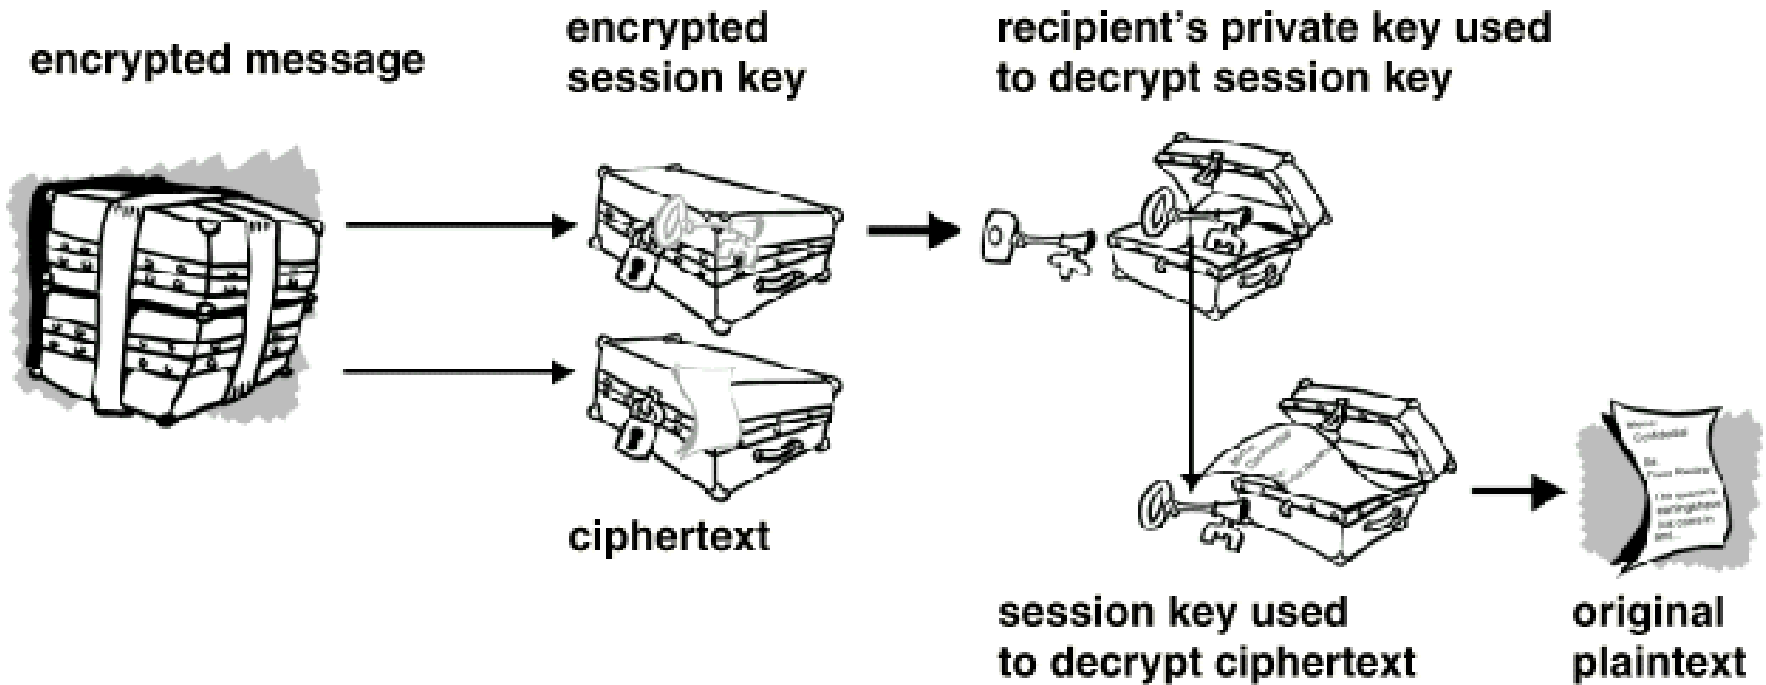 encrypted message
encrypted
session key
recipient's private key used
to decrypt session key
ciphertext
session key used
to decrypt ciphertext
original
plaintext
Confidential